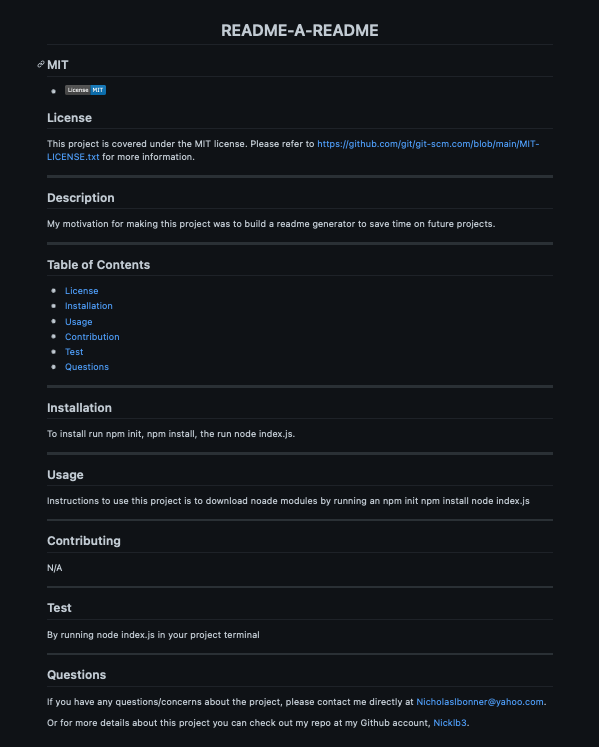 README-A-README
MIT
License MIT
License
This project is covered under the MIT license. Please refer to https://github.com/git/git-scm.com/blob/main/MIT-
LICENSE.txt for more information.
Description
My motivation for making this project was to build a readme generator to save time on future projects.
Table of Contents
License
Installation
Usage
Contribution
Test
Questions
Installation
To install run npm init, npm install, the run node index.js.
Usage
Instructions to use this project is to download noade modules by running an npm init npm install node index.js
Contributing
N/A
Test
By running node index.js in your project terminal
Questions
If you have any questions/concerns about the project, please contact me directly at Nicholaslbonner@yahoo.com.
Or for more details about this project you can check out my repo at my Github account, Nicklb3.